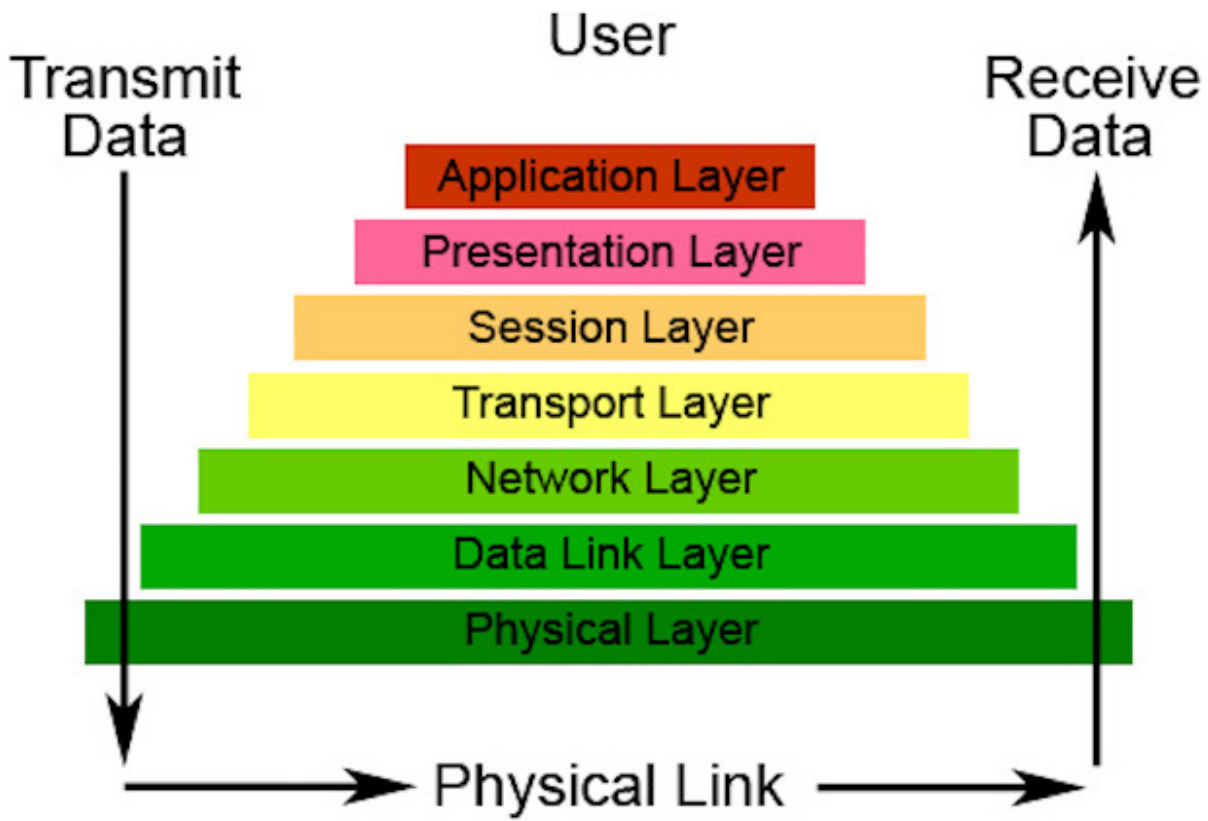 User
Transmit
Data
Receive
Data
Application Layer
Presentation Layer
Session Layer
Transport Layer
Network Layer
Data Link Layer
Physical Layer
Physical Link